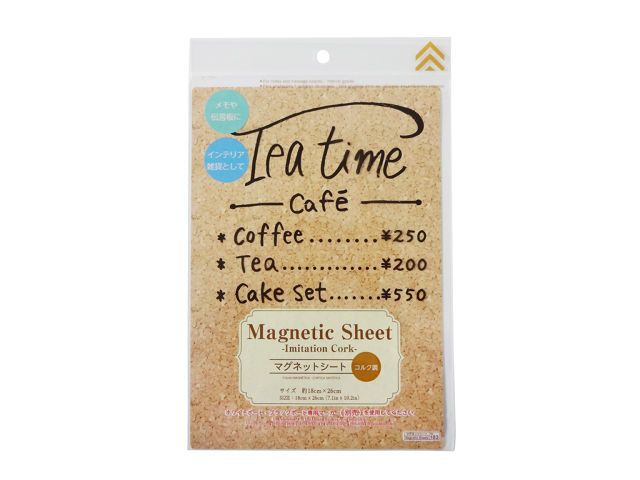 メモや
伝言板に
インテリア
雑貨として
Tea time
Café
* Coffee........¥250
* Tea.............¥200
* Cake Set.......¥550
Magnetic Sheet
-Imitation Cork-
マグネットシート
コルク調
サイズ 約18cm×26cm
SIZE : 18cm × 26cm (7.1in × 10.2in)